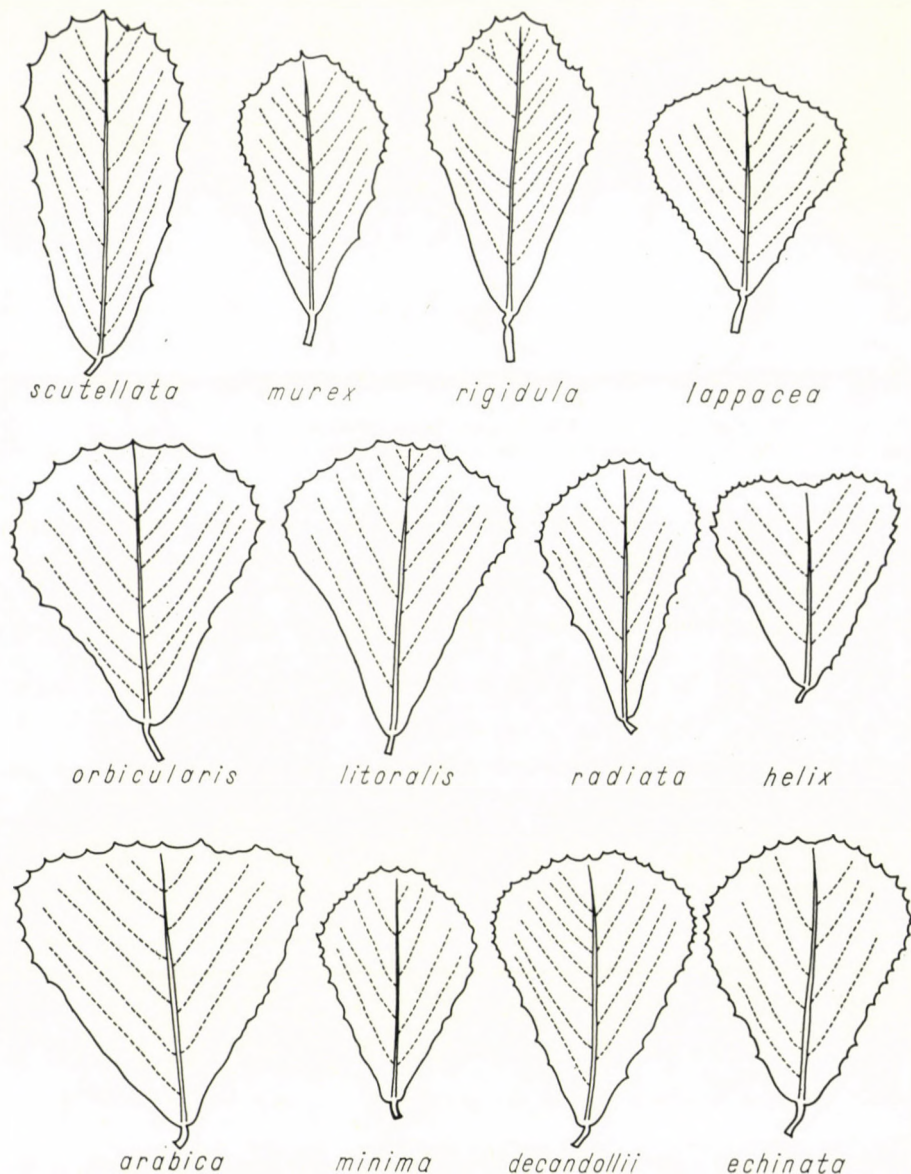 scutellata murex rigidula lappacea
orbicularis litoralis radiata helix
arabica minima decandollii echinata